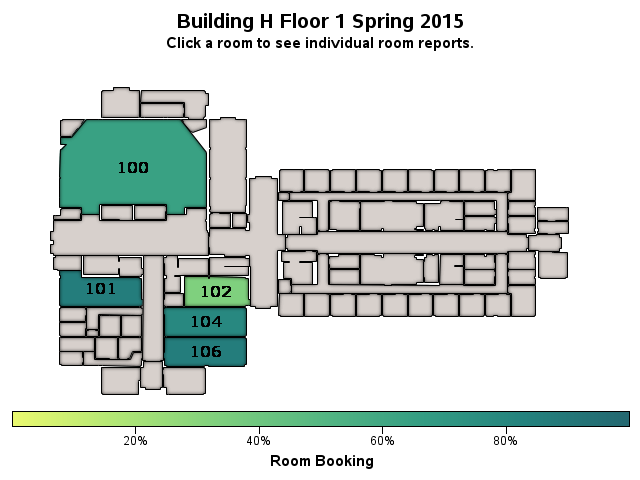 Building H Floor 1 Spring 2015
Click a room to see individual room reports.
100
101
102
104
106
20% 40% 60% 80%
Room Booking